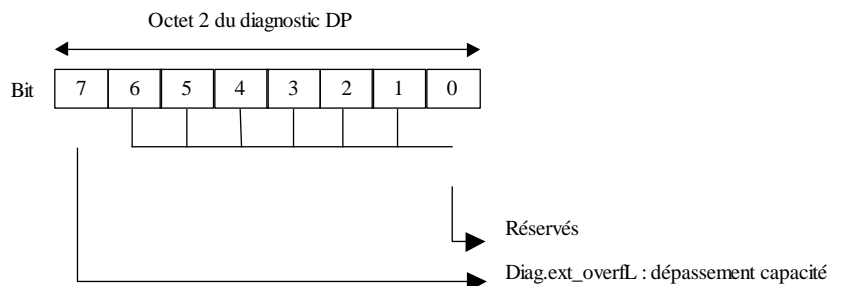 Octet 2 du diagnostic DP
Bit 7 6 5 4 3 2 1 0
Réservés
Diag.ext_overfL : dépassement capacité